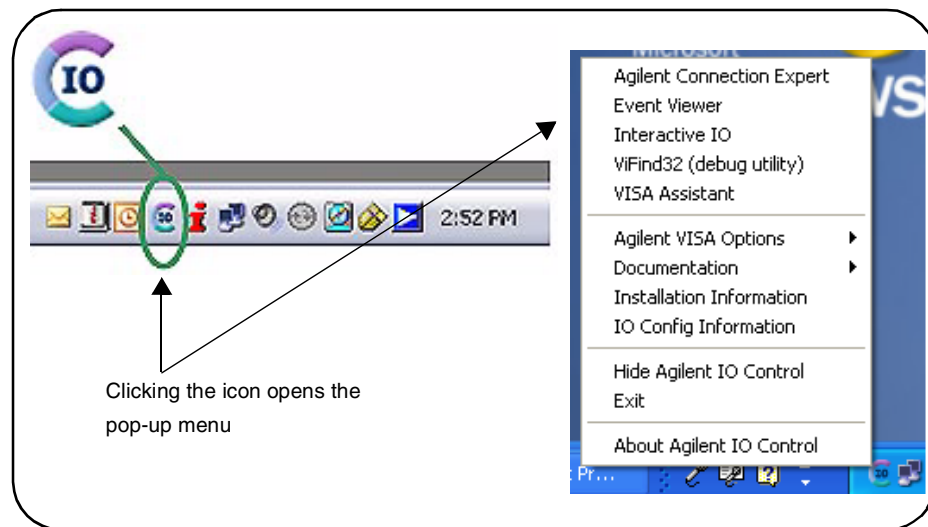 IO
2:52 PM
Clicking the icon opens the
pop-up menu
Microsoft
Agilent Connection Expert
Event Viewer
Interactive IO
ViFind32 (debug utility)
VISA Assistant
Agilent VISA Options
Documentation
Installation Information
IO Config Information
Hide Agilent IO Control
Exit
About Agilent IO Control